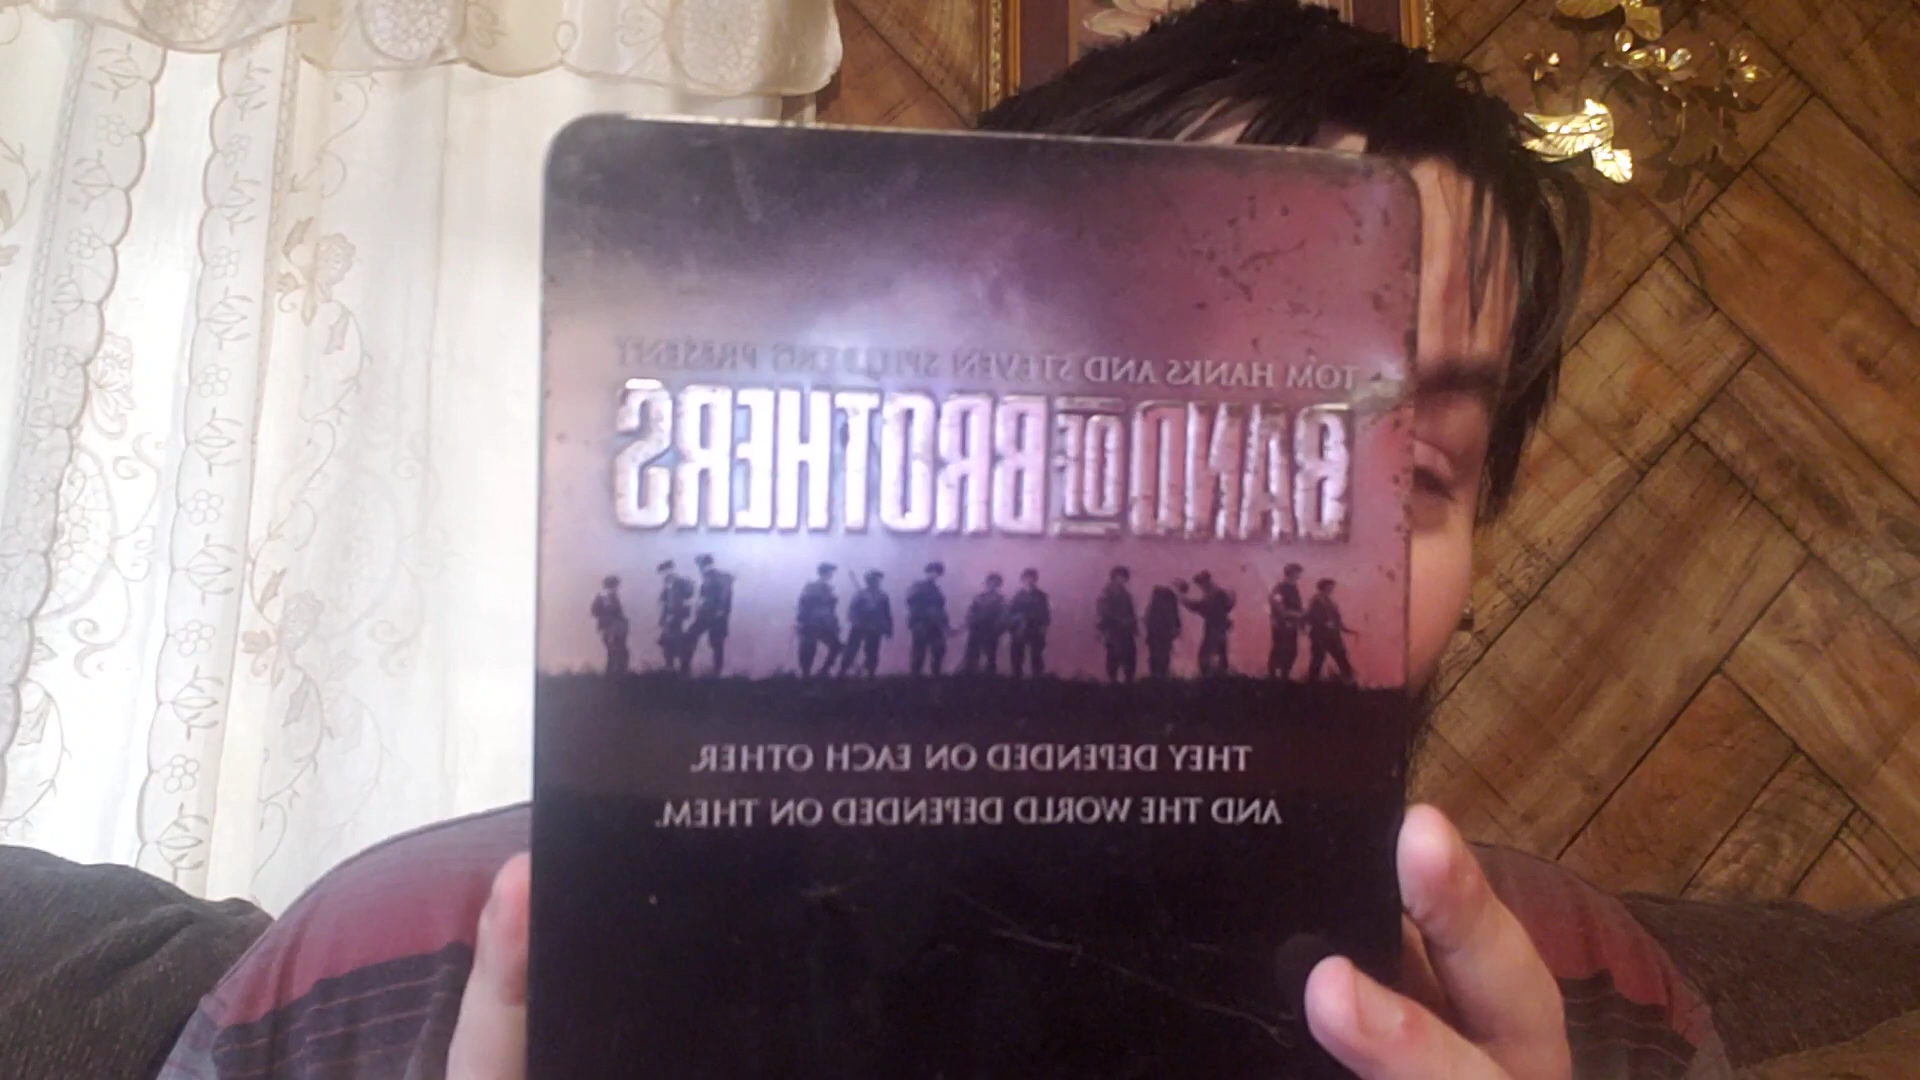 TOM HANKS AND STEVEN SPIELBERG PRESENT
BAND OF BROTHERS
THEY DEPENDED ON EACH OTHER.
AND THE WORLD DEPENDED ON THEM.